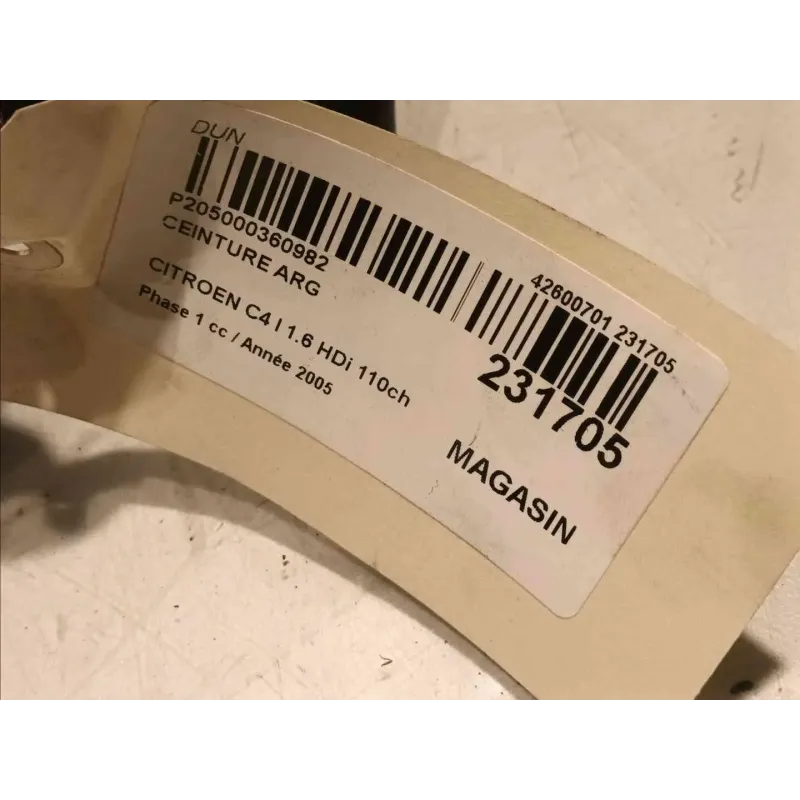 DUN
P205000360982
CEINTURE ARG
CITROEN C4 I 1.6 HDi 110ch
Phase 1 cc / Année 2005
42600701 231705
231705
MAGASIN